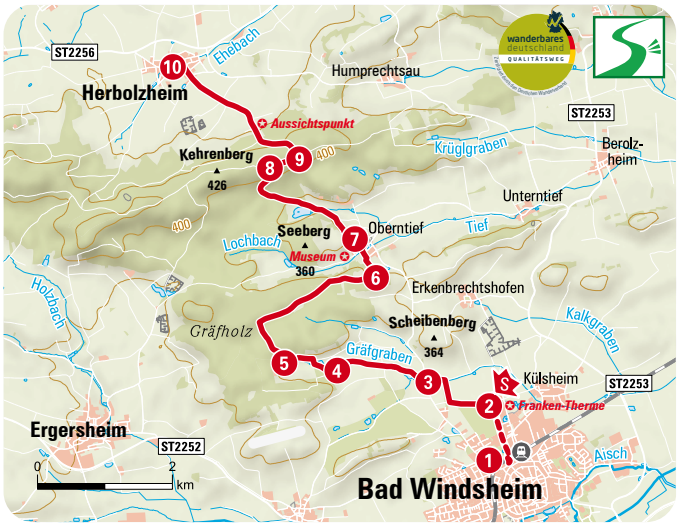 ST2256
Ehebach
wanderbares
deutschland
QUALITÄTSWEG
10
Herbolzheim
Humprechtsau
ST2253
Aussichtspunkt
Kehrenberg
426
8
9
400
Krüglgraben
Berolz-
heim
400
Unterntief
Seeberg
360
Lochbach
Museum
7
Oberntief
Tief
6
Holzbach
Erkenbrechtshofen
Kalkgraben
Gräfholz
Scheibenberg
364
5
4
Gräfgraben
3
S
Külsheim
ST2253
2
Franken-Therme
Ergersheim
ST2252
1
Aisch
0
2
km
Bad Windsheim